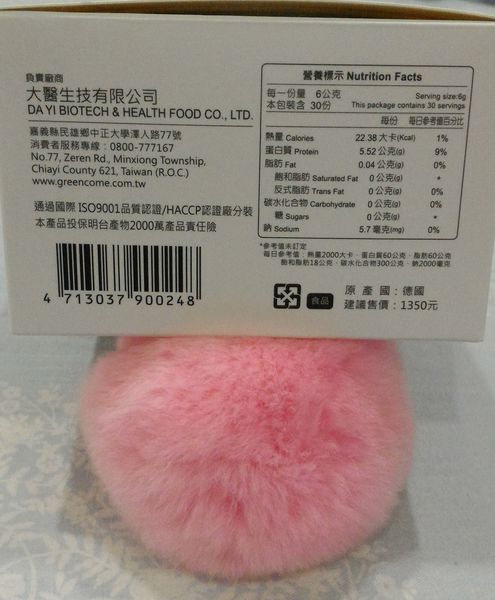 負責廠商
大醫生技有限公司
DA YI BIOTECH & HEALTH FOOD CO., LTD.
嘉義縣民雄鄉中正大學澤人路77號
消費者服務專線：0800-777167
No.77, Zeren Rd., Minxiong Township,
Chiayi County 621, Taiwan (R.O.C.)
www.greencome.com.tw
通過國際 ISO9001品質認證/HACCP認證廠分裝
本產品投保明台產物2000萬產品責任險
4 713037 900248
營養標示 Nutrition Facts
每一份量 6公克 Serving size:6g
本包裝含 30份 This package contains 30 servings
每份 每日參考值百分比
熱量 Calories 22.38 大卡(Kcal) 1%
蛋白質 Protein 5.52 公克(g) 9%
脂肪 Fat 0.04 公克(g) 0%
飽和脂肪 Saturated Fat 0 公克(g) *
反式脂肪 Trans Fat 0 公克(g) 0%
碳水化合物 Carbohydrate 0 公克(g) 0%
糖 Sugars 0 公克(g) *
鈉 Sodium 5.7 毫克(mg) 0%
*參考值未訂定
每日參考值：熱量2000大卡、蛋白質60公克、脂肪60公克
飽和脂肪18公克、碳水化合物300公克、鈉2000毫克
食品
原產國：德國
建議售價：1350元